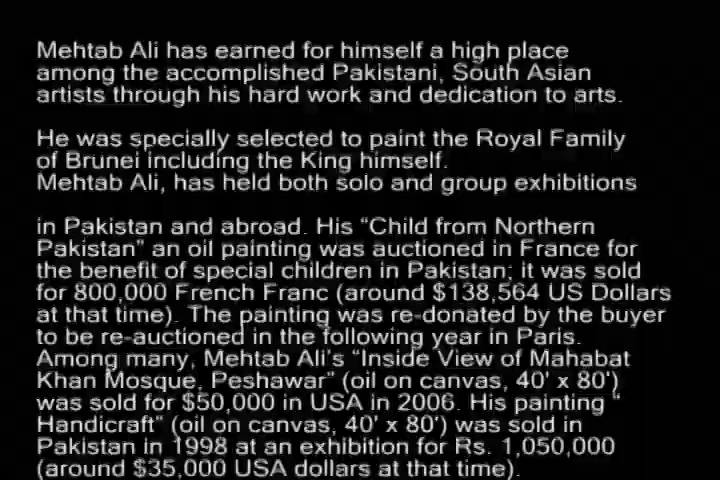 Mehtab Ali has earned for himself a high place
among the accomplished Pakistani, South Asian
artists through his hard work and dedication to arts.
He was specially selected to paint the Royal Family
of Brunei including the King himself.
Mehtab Ali, has held both solo and group exhibitions
in Pakistan and abroad. His “Child from Northern
Pakistan” an oil painting was auctioned in France for
the benefit of special children in Pakistan; it was sold
for 800,000 French Franc (around $138,564 US Dollars
at that time). The painting was re-donated by the buyer
to be re-auctioned in the following year in Paris.
Among many, Mehtab Ali’s “Inside View of Mahabat
Khan Mosque, Peshawar” (oil on canvas, 40' x 80')
was sold for $50,000 in USA in 2006. His painting “
Handicraft” (oil on canvas, 40' x 80') was sold in
Pakistan in 1998 at an exhibition for Rs. 1,050,000
(around $35,000 USA dollars at that time).